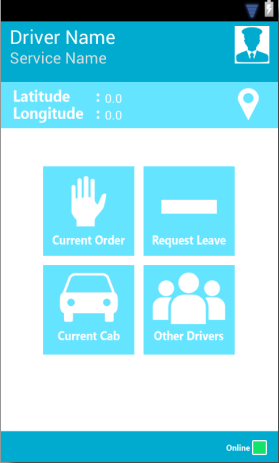 Driver Name
Service Name
Latitude : 0.0
Longitude : 0.0
Current Order
Request Leave
Current Cab
Other Drivers
Online